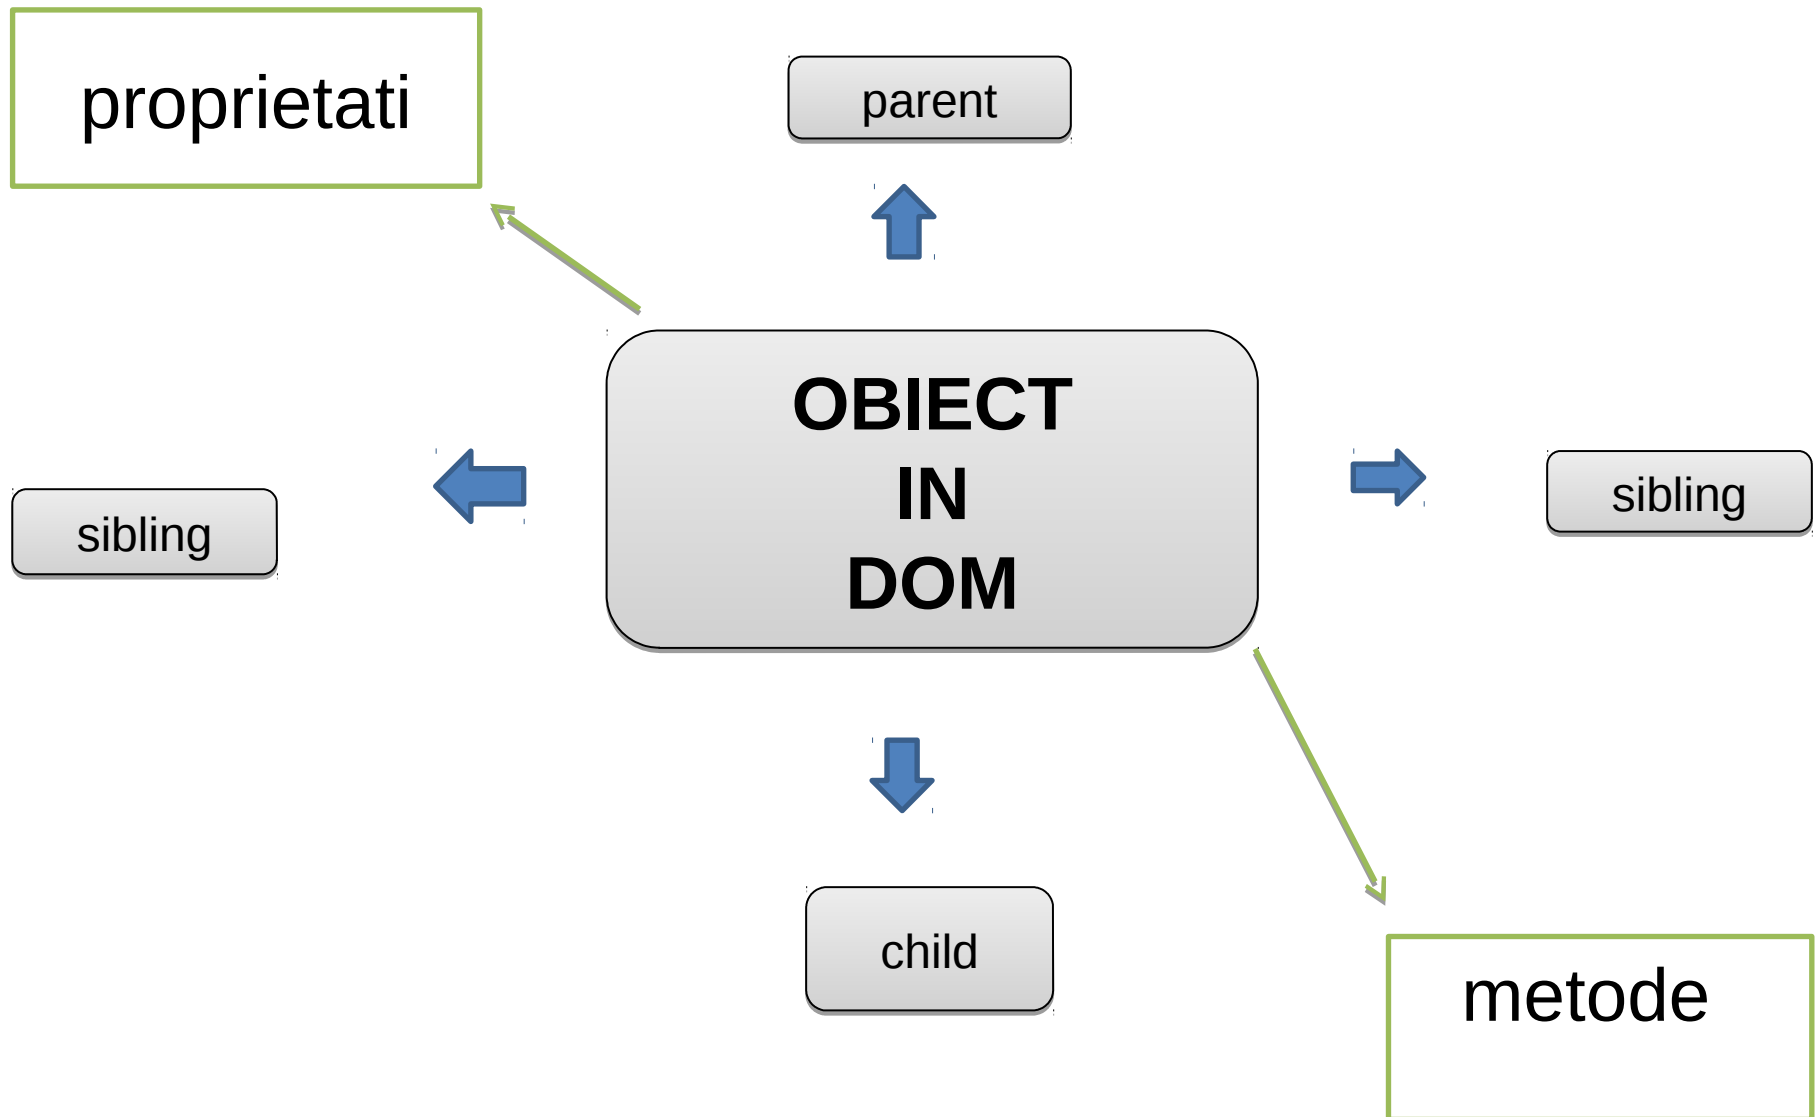 proprietati
parent
OBIECT
IN
DOM
sibling
sibling
child
metode